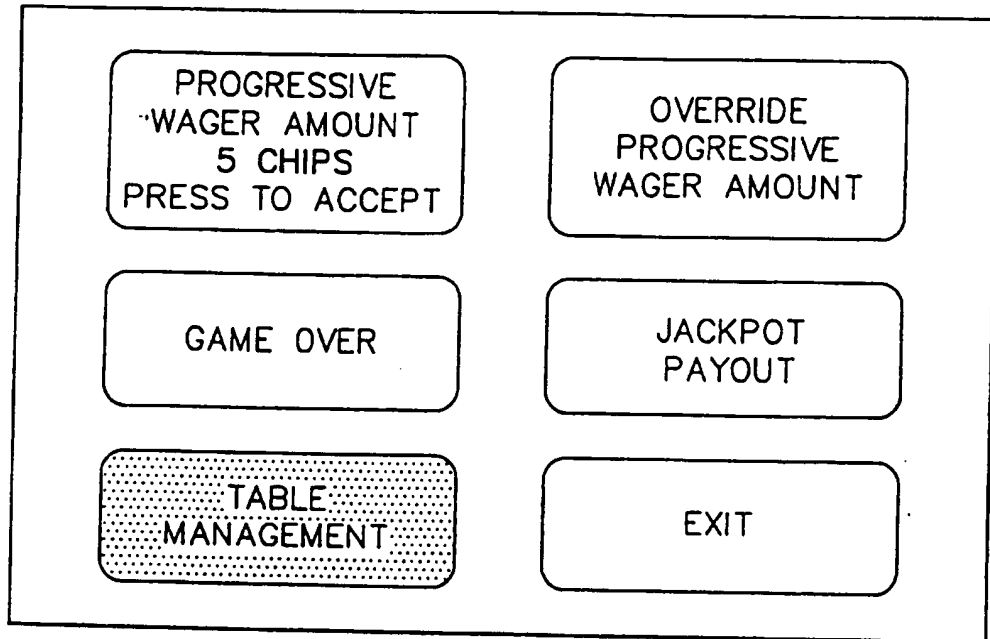 PROGRESSIVE
WAGER AMOUNT
5 CHIPS
PRESS TO ACCEPT
OVERRIDE
PROGRESSIVE
WAGER AMOUNT
GAME OVER
JACKPOT
PAYOUT
TABLE
MANAGEMENT
EXIT